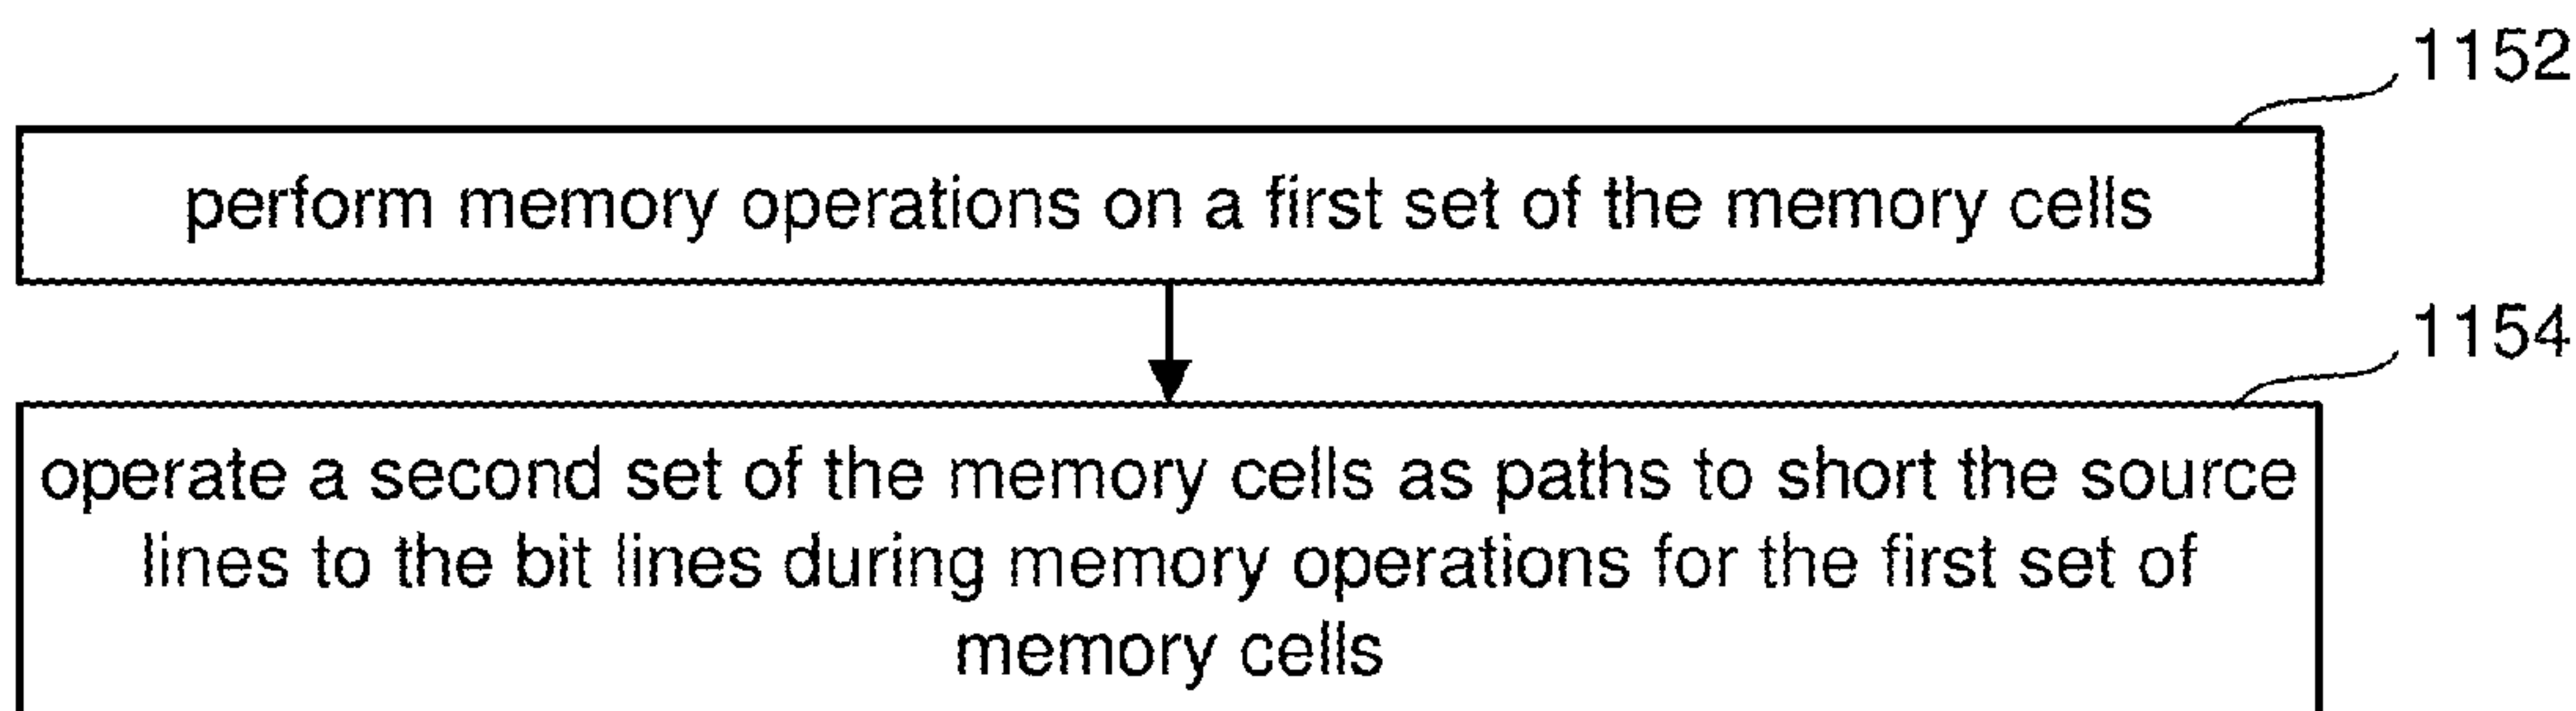 1152
perform memory operations on a first set of the memory cells
1154
operate a second set of the memory cells as paths to short the source
lines to the bit lines during memory operations for the first set of
memory cells